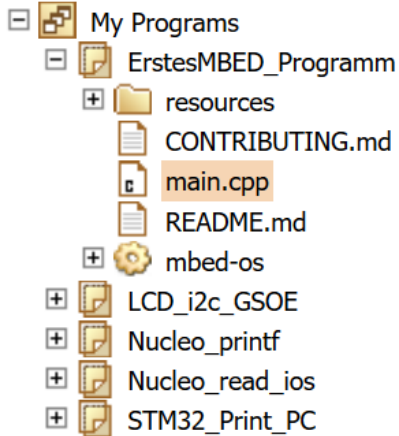 My Programs
ErstesMBED_Programm
resources
CONTRIBUTING.md
main.cpp
README.md
mbed-os
LCD_i2c_GSOE
Nucleo_printf
Nucleo_read_ios
STM32_Print_PC